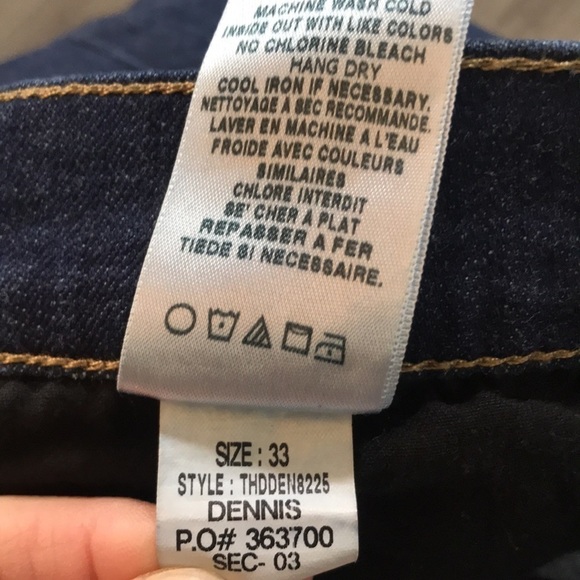 MACHINE WASH COLD
INSIDE OUT WITH LIKE COLORS
NO CHLORINE BLEACH
HANG DRY
COOL IRON IF NECESSARY.
NETTOYAGE A SEC RECOMMANDE.
LAVER EN MACHINE A L'EAU
FROIDE AVEC COULEURS
SIMILAIRES
CHLORE INTERDIT
SE' CHER A PLAT
REPASSER A FER
TIEDE SI NECESSAIRE.
SIZE : 33
STYLE : THDDEN8225
DENNIS
P.O# 363700
SEC- 03